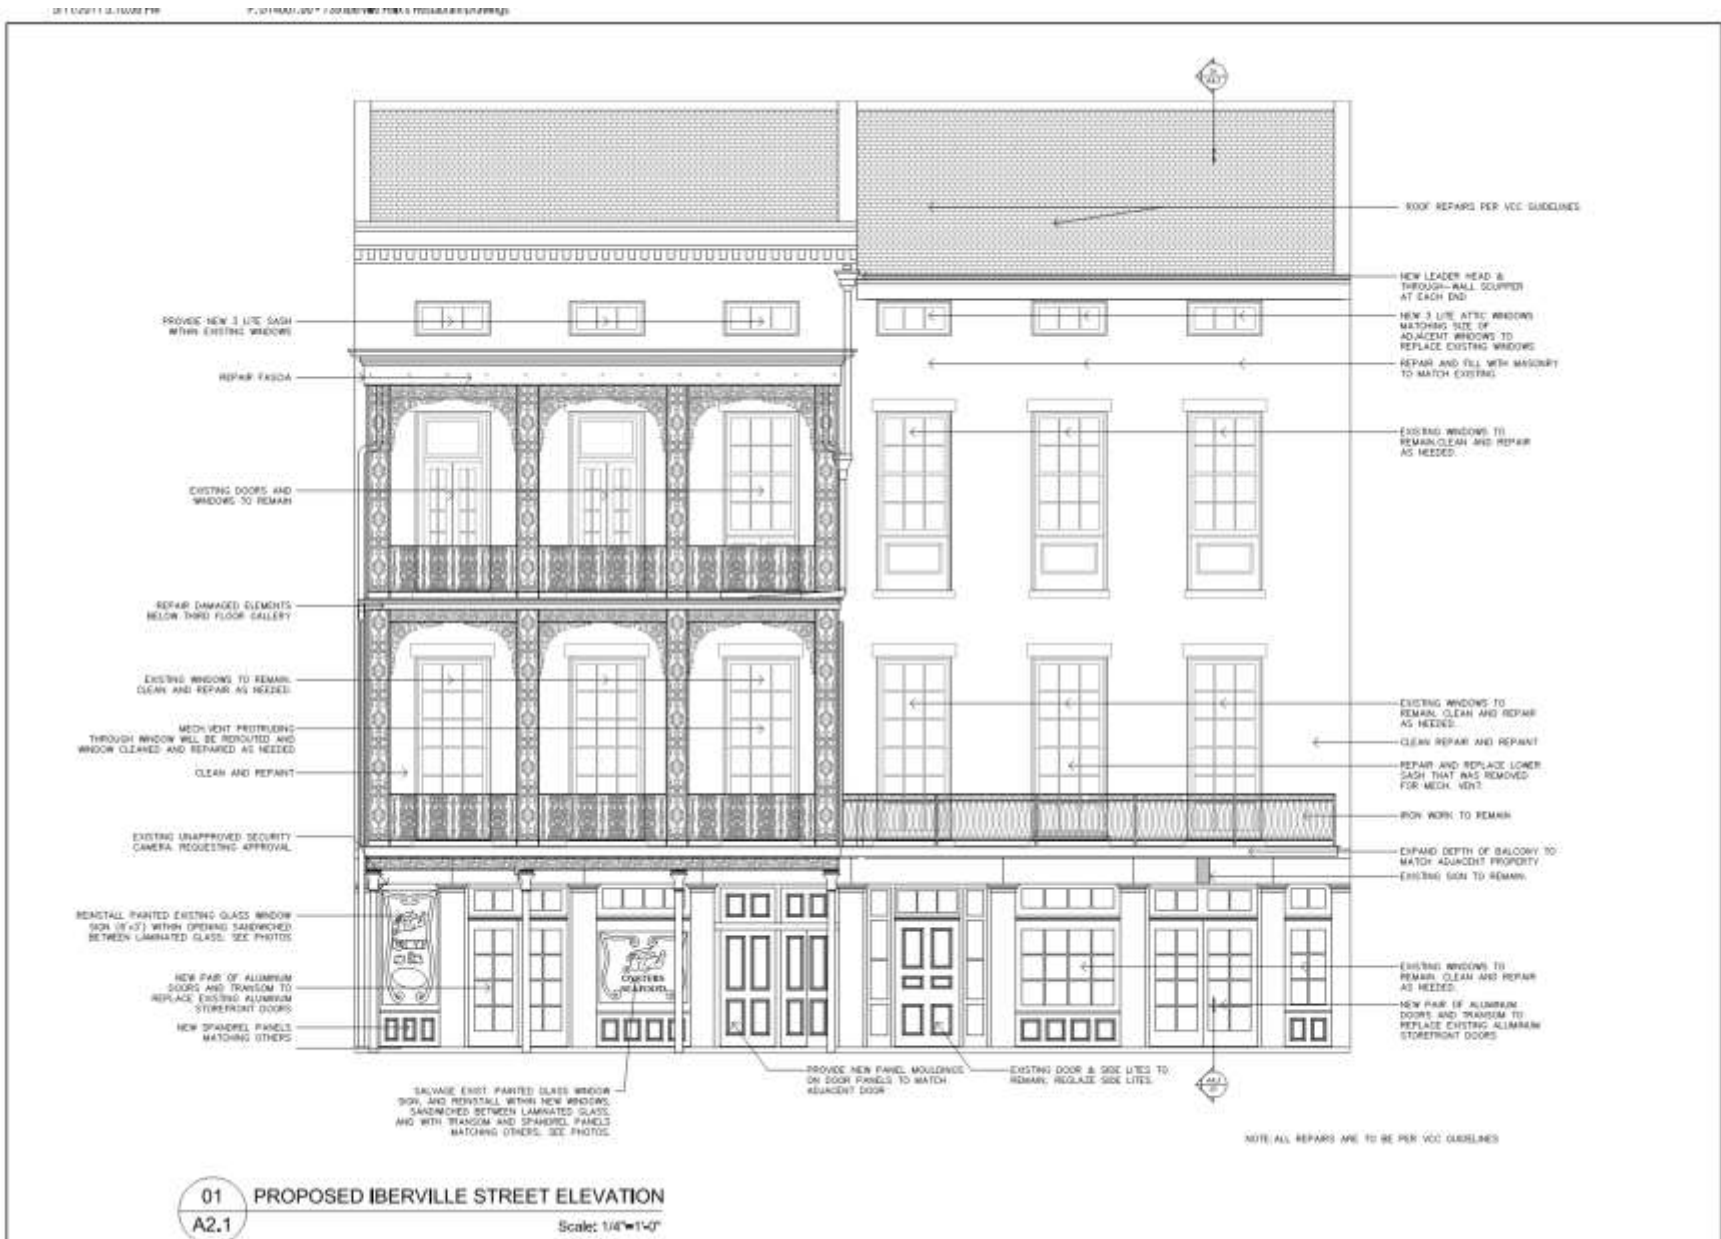 ROOF REPAIRS PER VCC GUIDELINES
NEW LEADER HEAD &
THROUGH-WALL SCUPPER
AT EACH END
PROVIDE NEW 3 LITE SASH
WITHIN EXISTING WINDOWS
NEW 3 LITE ATTIC WINDOWS
MATCHING SIZE OF
ADJACENT WINDOWS TO
REPLACE EXISTING WINDOWS
REPAIR FASCIA
REPAIR AND FILL WITH MASONRY
TO MATCH EXISTING
EXISTING WINDOWS TO
REMAIN.CLEAN AND REPAIR
AS NEEDED.
EXISTING DOORS AND
WINDOWS TO REMAIN
REPAIR DAMAGED ELEMENTS
BELOW THIRD FLOOR GALLERY
EXISTING WINDOWS TO REMAIN.
CLEAN AND REPAIR AS NEEDED.
EXISTING WINDOWS TO
REMAIN. CLEAN AND REPAIR
AS NEEDED.
MECH.VENT PROTRUDING
THROUGH WINDOW WILL BE REROUTED AND
WINDOW CLEANED AND REPAIRED AS NEEDED
CLEAN REPAIR AND REPAINT
CLEAN AND REPAINT
REPAIR AND REPLACE LOWER
SASH THAT WAS REMOVED
FOR MECH. VENT
IRON WORK TO REMAIN
EXISTING UNAPPROVED SECURITY
CAMERA. REQUESTING APPROVAL
EXPAND DEPTH OF BALCONY TO
MATCH ADJACENT PROPERTY
EXISTING SIGN TO REMAIN.
REINSTALL PAINTED EXISTING GLASS WINDOW
SIGN (6'x3') WITHIN OPENING SANDWICHED
BETWEEN LAMINATED GLASS. SEE PHOTOS
OYSTERS
SEAFOOD
NEW PAIR OF ALUMINUM
DOORS AND TRANSOM TO
REPLACE EXISTING ALUMINUM
STOREFRONT DOORS
EXISTING WINDOWS TO
REMAIN. CLEAN AND REPAIR
AS NEEDED.
NEW PAIR OF ALUMINUM
DOORS AND TRANSOM TO
REPLACE EXISTING ALUMINUM
STOREFRONT DOORS
NEW SPANDREL PANELS
MATCHING OTHERS
SALVAGE EXIST. PAINTED GLASS WINDOW
SIGN, AND REINSTALL WITHIN NEW WINDOWS,
SANDWICHED BETWEEN LAMINATED GLASS,
AND WITH TRANSOM AND SPANDREL PANELS
MATCHING OTHERS. SEE PHOTOS.
PROVIDE NEW PANEL MOULDINGS
ON DOOR PANELS TO MATCH
ADJACENT DOOR
EXISTING DOOR & SIDE LITES TO
REMAIN. REGLAZE SIDE LITES.
NOTE:ALL REPAIRS ARE TO BE PER VCC GUIDELINES
01
A2.1
PROPOSED IBERVILLE STREET ELEVATION
Scale: 1/4"=1'-0"